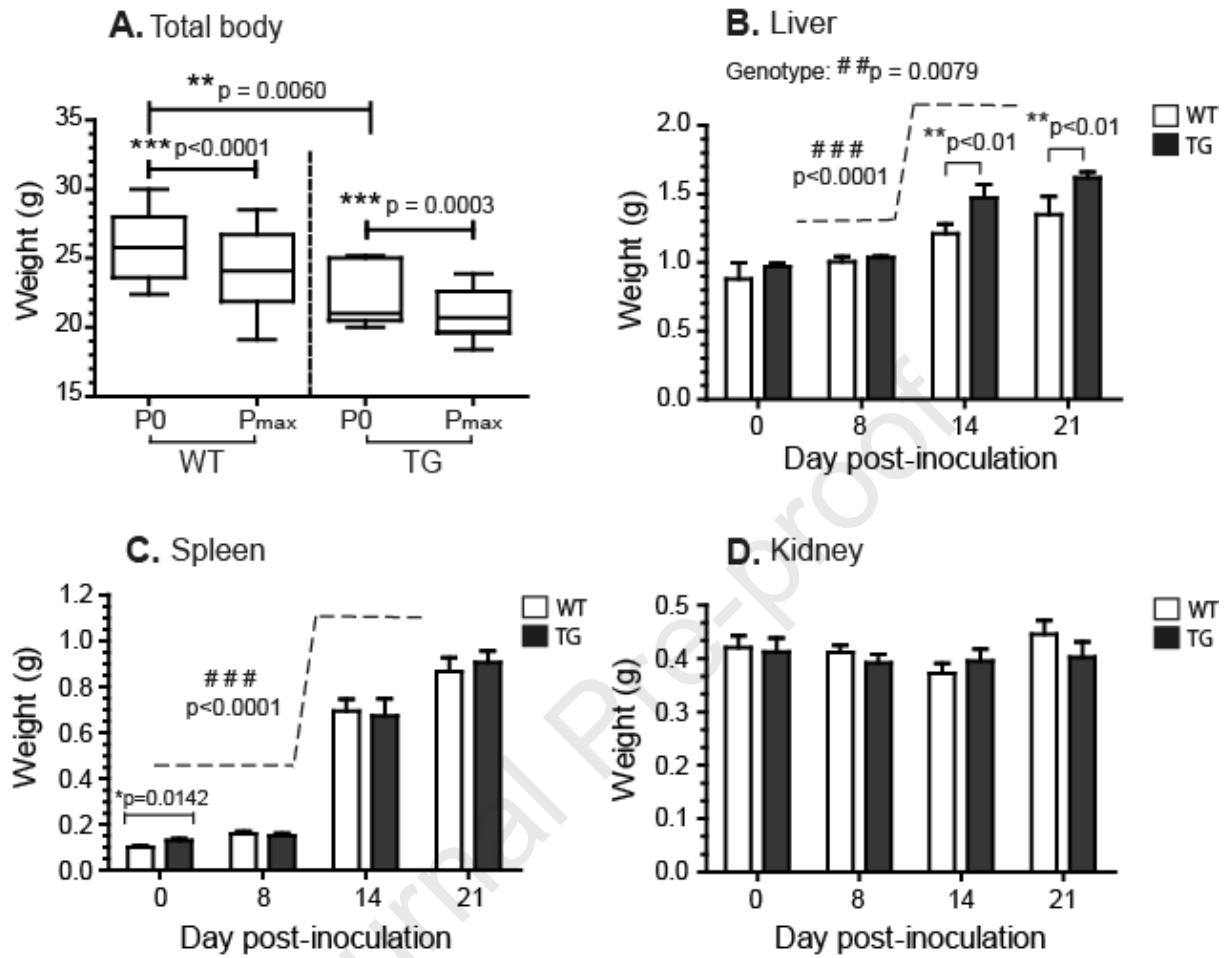 A. Total body
** p = 0.0060
*** p<0.0001
*** p = 0.0003
Weight (g)
35
30
25
20
15
P0 Pmax P0 Pmax
WT TG
B. Liver
Genotype: ##p = 0.0079
WT
TG
###
p<0.0001
**p<0.01
**p<0.01
Weight (g)
2.0
1.5
1.0
0.5
0.0
0 8 14 21
Day post-inoculation
C. Spleen
WT
TG
###
p<0.0001
*p=0.0142
Weight (g)
1.2
1.0
0.8
0.6
0.4
0.2
0.0
0 8 14 21
Day post-inoculation
D. Kidney
WT
TG
Weight (g)
0.5
0.4
0.3
0.2
0.1
0.0
0 8 14 21
Day post-inoculation
Journal Pre-proof